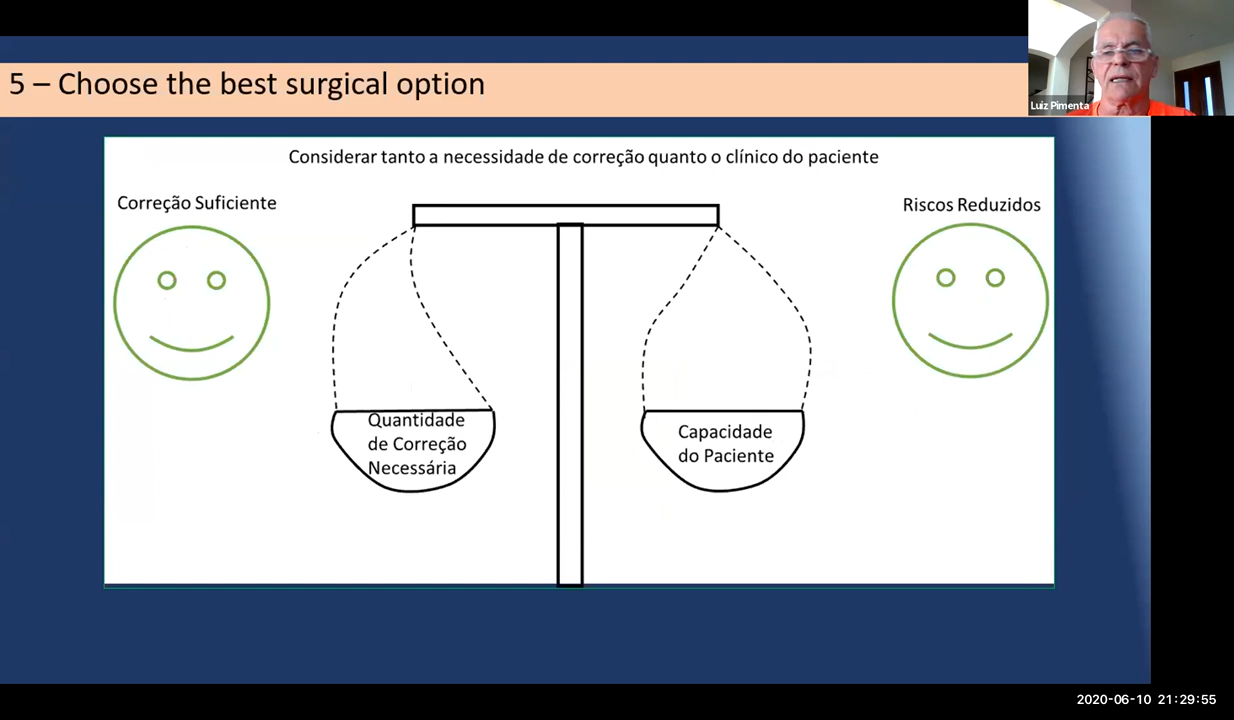 5 – Choose the best surgical option
Luiz Pimenta
Considerar tanto a necessidade de correção quanto o clínico do paciente
Correção Suficiente
Riscos Reduzidos
Quantidade
de Correção
Necessária
Capacidade
do Paciente
2020-06-10 21:29:55